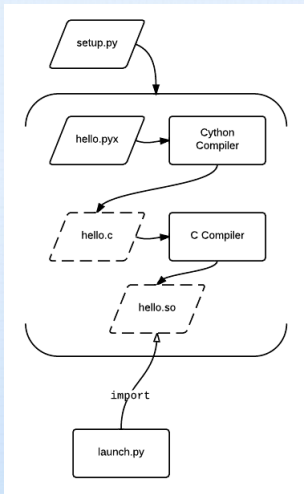 setup.py
hello.pyx
Cython
Compiler
hello.c
C Compiler
hello.so
import
launch.py